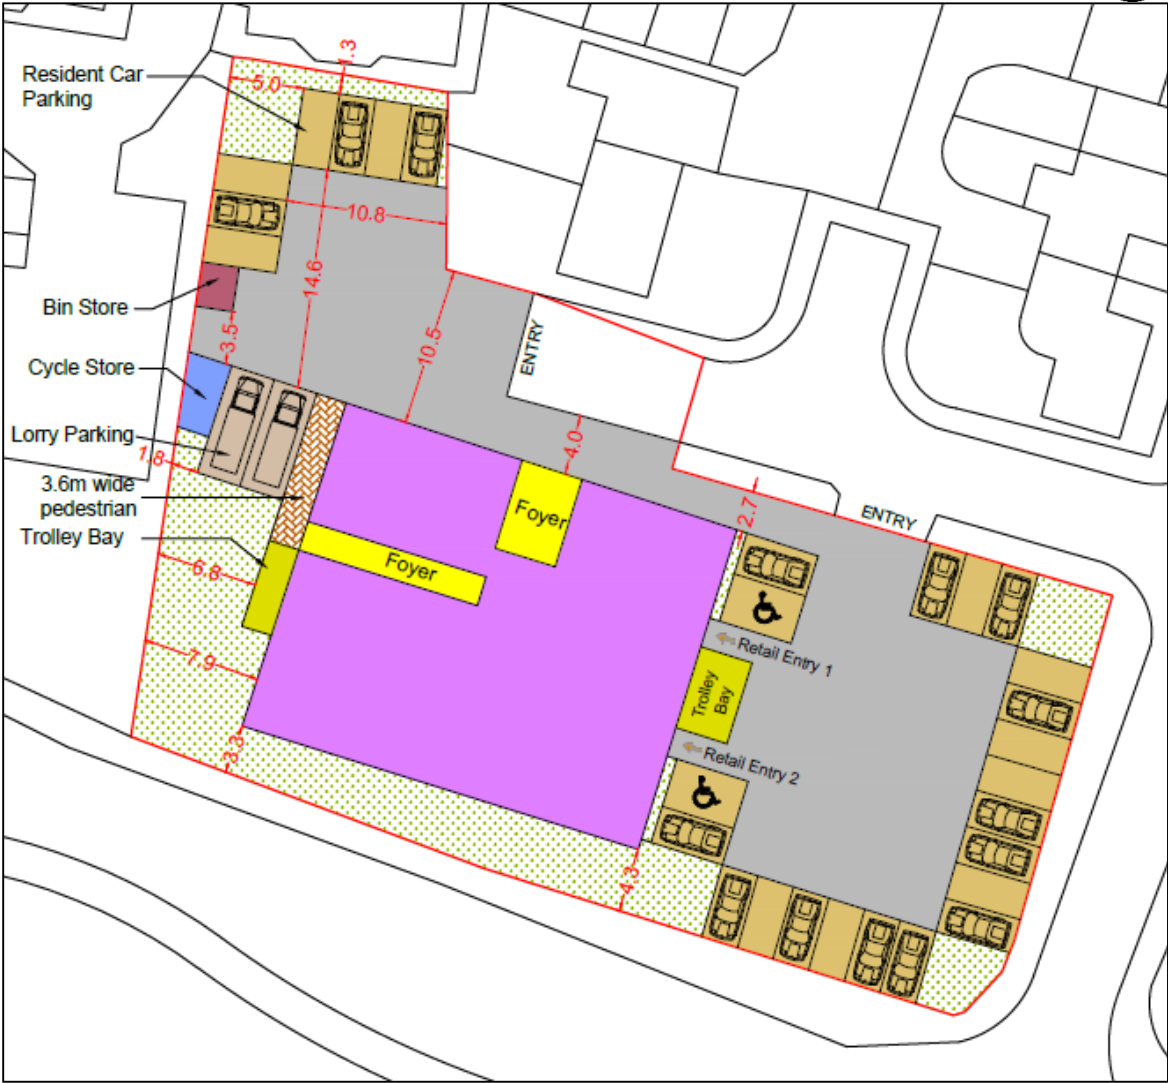 1.3
Resident Car
Parking
5.0
10.8
14.6
Bin Store
3.5
10.5
ENTRY
Cycle Store
Lorry Parking
4.0
1.8
3.6m wide
pedestrian
2.7
Foyer
ENTRY
Trolley Bay
Foyer
6.8
Retail Entry 1
7.9
Trolley
Bay
Retail Entry 2
3.3
4.3